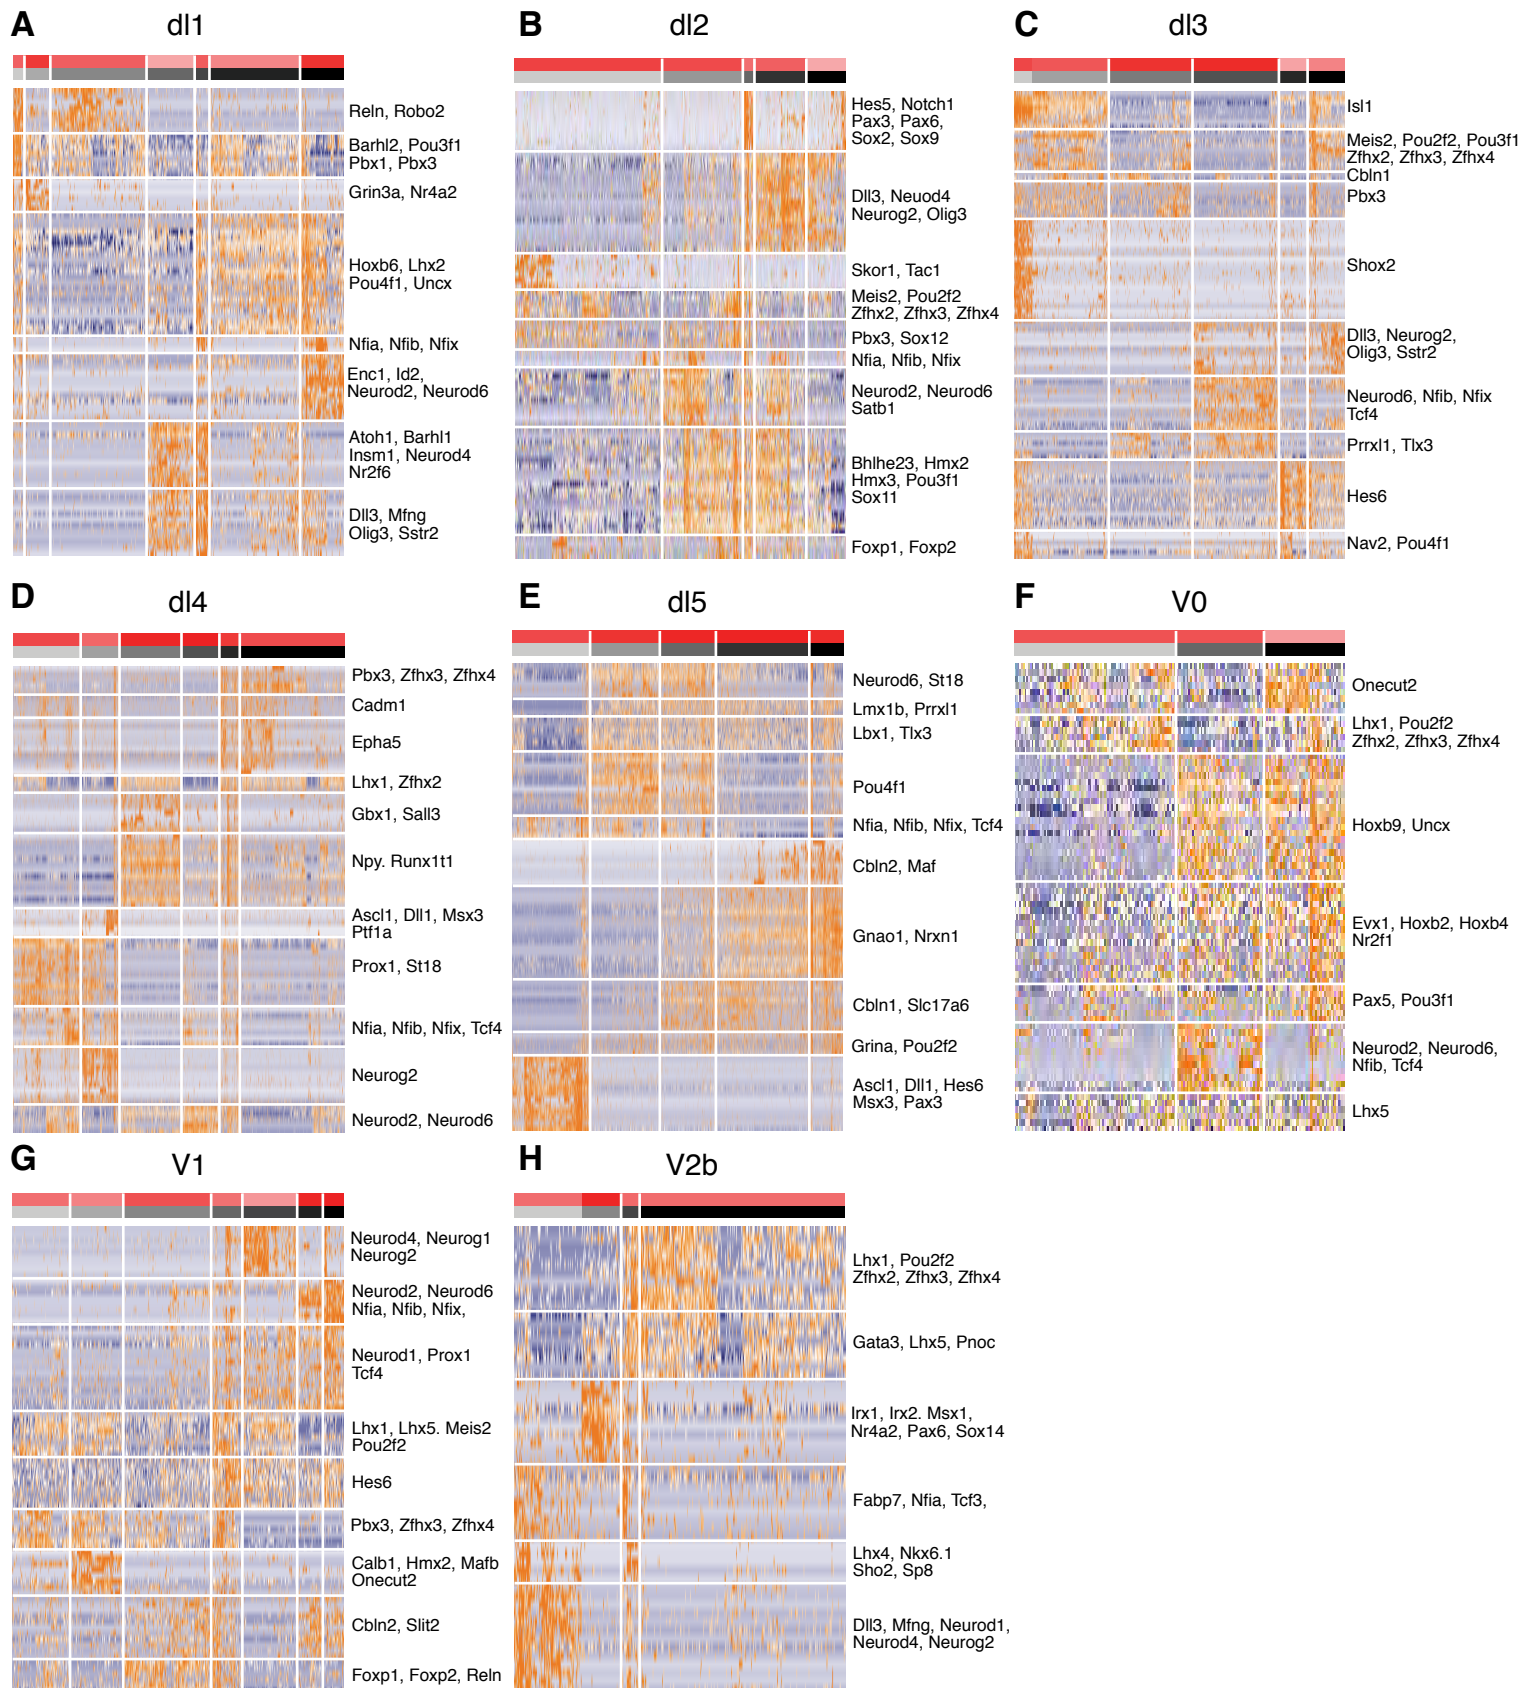 A
dI1
Reln, Robo2
Barhl2, Pou3f1
Pbx1, Pbx3
Grin3a, Nr4a2
Hoxb6, Lhx2
Pou4f1, Uncx
Nfia, Nfib, Nfix
Enc1, Id2,
Neurod2, Neurod6
Atoh1, Barhl1
Insm1, Neurod4
Nr2f6
Dll3, Mfng
Olig3, Sstr2
B
dI2
Hes5, Notch1
Pax3, Pax6,
Sox2, Sox9
Dll3, Neuod4
Neurog2, Olig3
Skor1, Tac1
Meis2, Pou2f2
Zfhx2, Zfhx3, Zfhx4
Pbx3, Sox12
Nfia, Nfib, Nfix
Neurod2, Neurod6
Satb1
Bhlhe23, Hmx2
Hmx3, Pou3f1
Sox11
Foxp1, Foxp2
C
dI3
Isl1
Meis2, Pou2f2, Pou3f1
Zfhx2, Zfhx3, Zfhx4
Cbln1
Pbx3
Shox2
Dll3, Neurog2,
Olig3, Sstr2
Neurod6, Nfib, Nfix
Tcf4
Prrxl1, Tlx3
Hes6
Nav2, Pou4f1
D
dI4
Pbx3, Zfhx3, Zfhx4
Cadm1
Epha5
Lhx1, Zfhx2
Gbx1, Sall3
Npy. Runx1t1
Ascl1, Dll1, Msx3
Ptf1a
Prox1, St18
Nfia, Nfib, Nfix, Tcf4
Neurog2
Neurod2, Neurod6
E
dI5
Neurod6, St18
Lmx1b, Prrxl1
Lbx1, Tlx3
Pou4f1
Nfia, Nfib, Nfix, Tcf4
Cbln2, Maf
Gnao1, Nrxn1
Cbln1, Slc17a6
Grina, Pou2f2
Ascl1, Dll1, Hes6
Msx3, Pax3
F
V0
Onecut2
Lhx1, Pou2f2
Zfhx2, Zfhx3, Zfhx4
Hoxb9, Uncx
Evx1, Hoxb2, Hoxb4
Nr2f1
Pax5, Pou3f1
Neurod2, Neurod6,
Nfib, Tcf4
Lhx5
G
V1
Neurod4, Neurog1
Neurog2
Neurod2, Neurod6
Nfia, Nfib, Nfix,
Neurod1, Prox1
Tcf4
Lhx1, Lhx5. Meis2
Pou2f2
Hes6
Pbx3, Zfhx3, Zfhx4
Calb1, Hmx2, Mafb
Onecut2
Cbln2, Slit2
Foxp1, Foxp2, Reln
H
V2b
Lhx1, Pou2f2
Zfhx2, Zfhx3, Zfhx4
Gata3, Lhx5, Pnoc
Irx1, Irx2. Msx1,
Nr4a2, Pax6, Sox14
Fabp7, Nfia, Tcf3,
Lhx4, Nkx6.1
Sho2, Sp8
Dll3, Mfng, Neurod1,
Neurod4, Neurog2